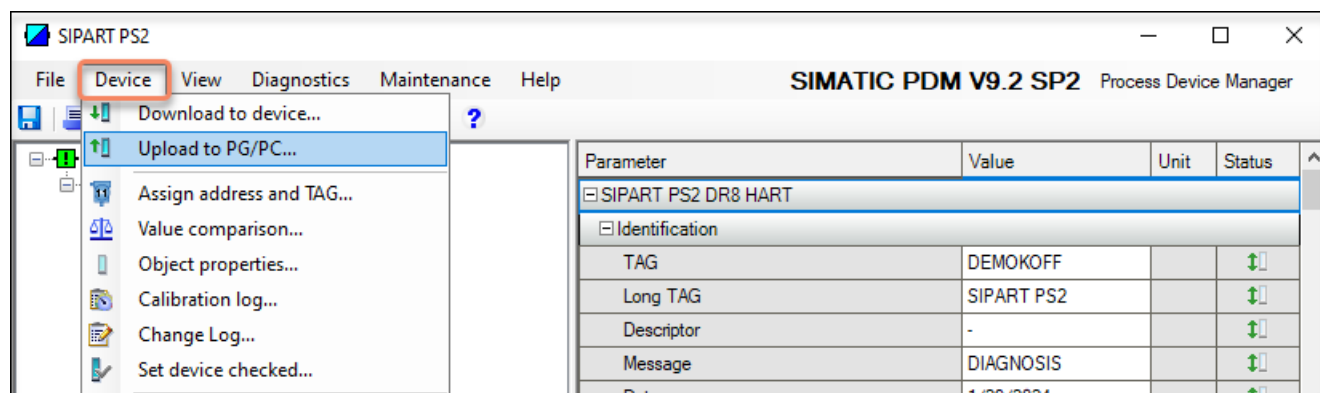 SIPART PS2
File Device View Diagnostics Maintenance Help SIMATIC PDM V9.2 SP2 Process Device Manager
Download to device...
?
Upload to PG/PC...
Parameter Value Unit Status
Assign address and TAG...
SIPART PS2 DR8 HART
Value comparison...
Identification
Object properties...
TAG DEMOKOFF
Calibration log...
Long TAG SIPART PS2
Change Log...
Descriptor -
Set device checked...
Message DIAGNOSIS